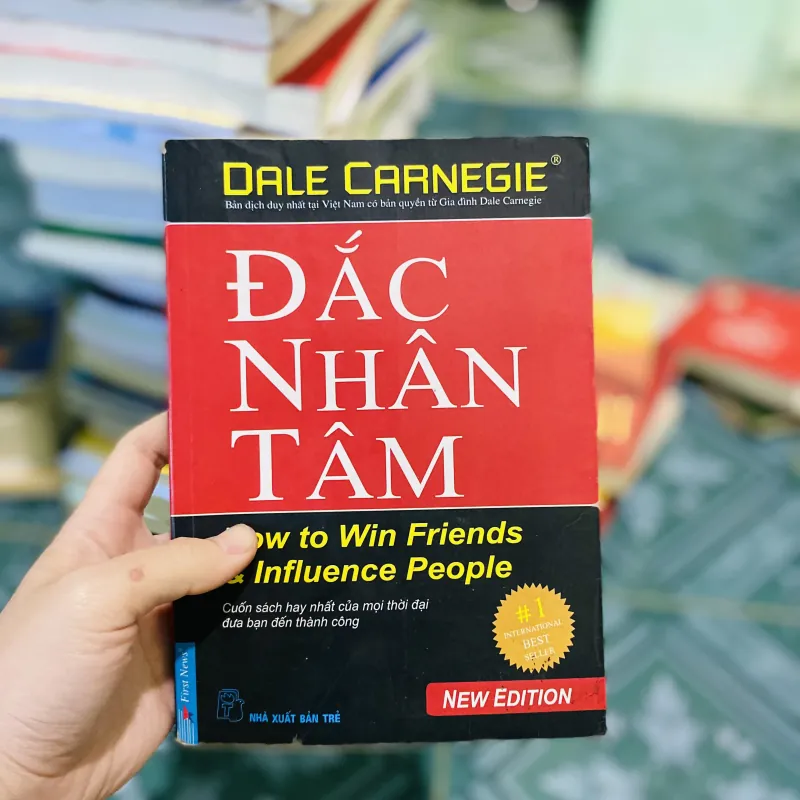 DALE CARNEGIE®
Bản dịch duy nhất tại Việt Nam có bản quyền từ Gia đình Dale Carnegie
ĐẮC
NHÂN
TÂM
How to Win Friends
& Influence People
Cuốn sách hay nhất của mọi thời đại
đưa bạn đến thành công
#1
INTERNATIONAL
BEST
SELLER
NEW EDITION
First News
NHÀ XUẤT BẢN TRẺ